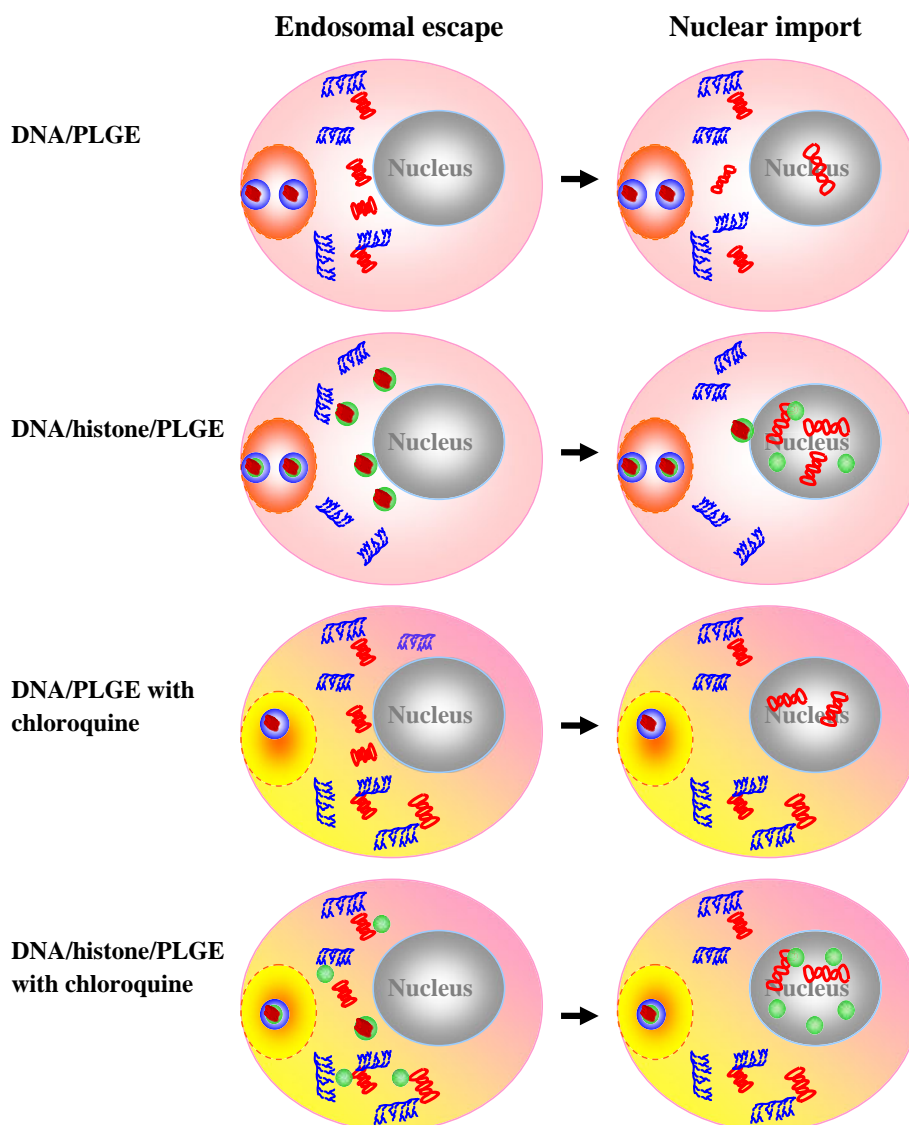 Endosomal escape
Nuclear import
DNA/PLGE
Nucleus
Nucleus
DNA/histone/PLGE
Nucleus
Nucleus
DNA/PLGE with
chloroquine
Nucleus
Nucleus
DNA/histone/PLGE
with chloroquine
Nucleus
Nucleus